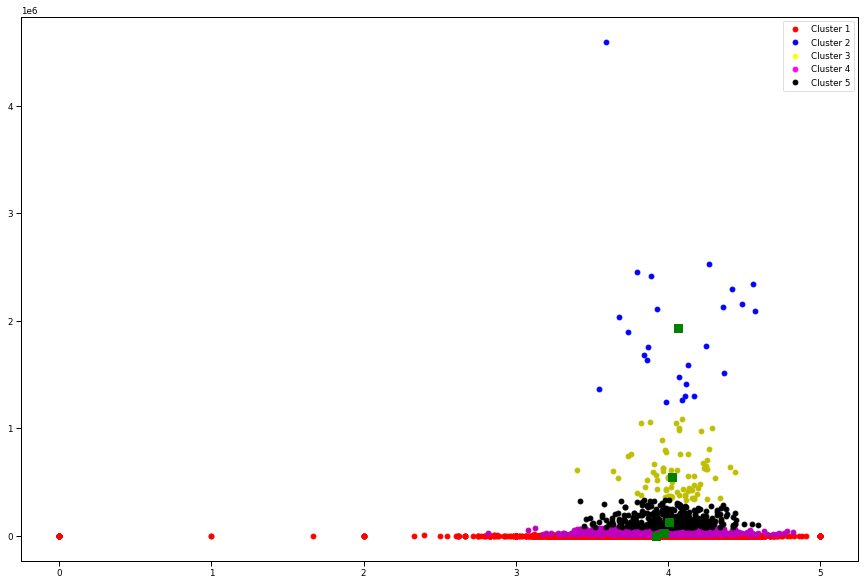 1e6
Cluster 1
Cluster 2
Cluster 3
Cluster 4
Cluster 5
4
3
2
1
0
0 1 2 3 4 5